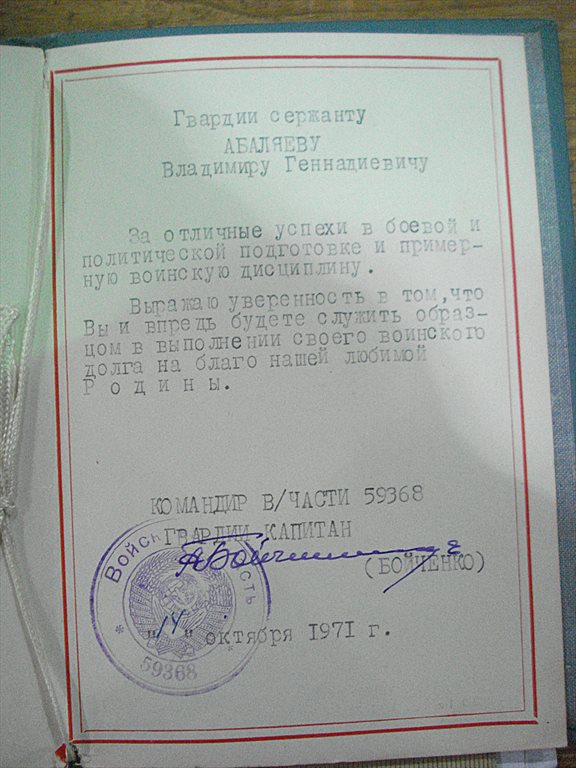 Гвардии сержанту
АБАЛЯЕВУ
Владимиру Геннадиевичу
За отличные успехи в боевой и
политической подготовке и пример-
ную воинскую дисциплину.
Выражаю уверенность в том,что
Вы и впредь будете служить образ-
цом в выполнении своего воинского
долга на благо нашей любимой
Р о д и н ы.
КОМАНДИР В/ЧАСТИ 59368
ГВАРДИИ КАПИТАН
(БОЙЧЕНКО)
"14" октября 1971 г.
59368